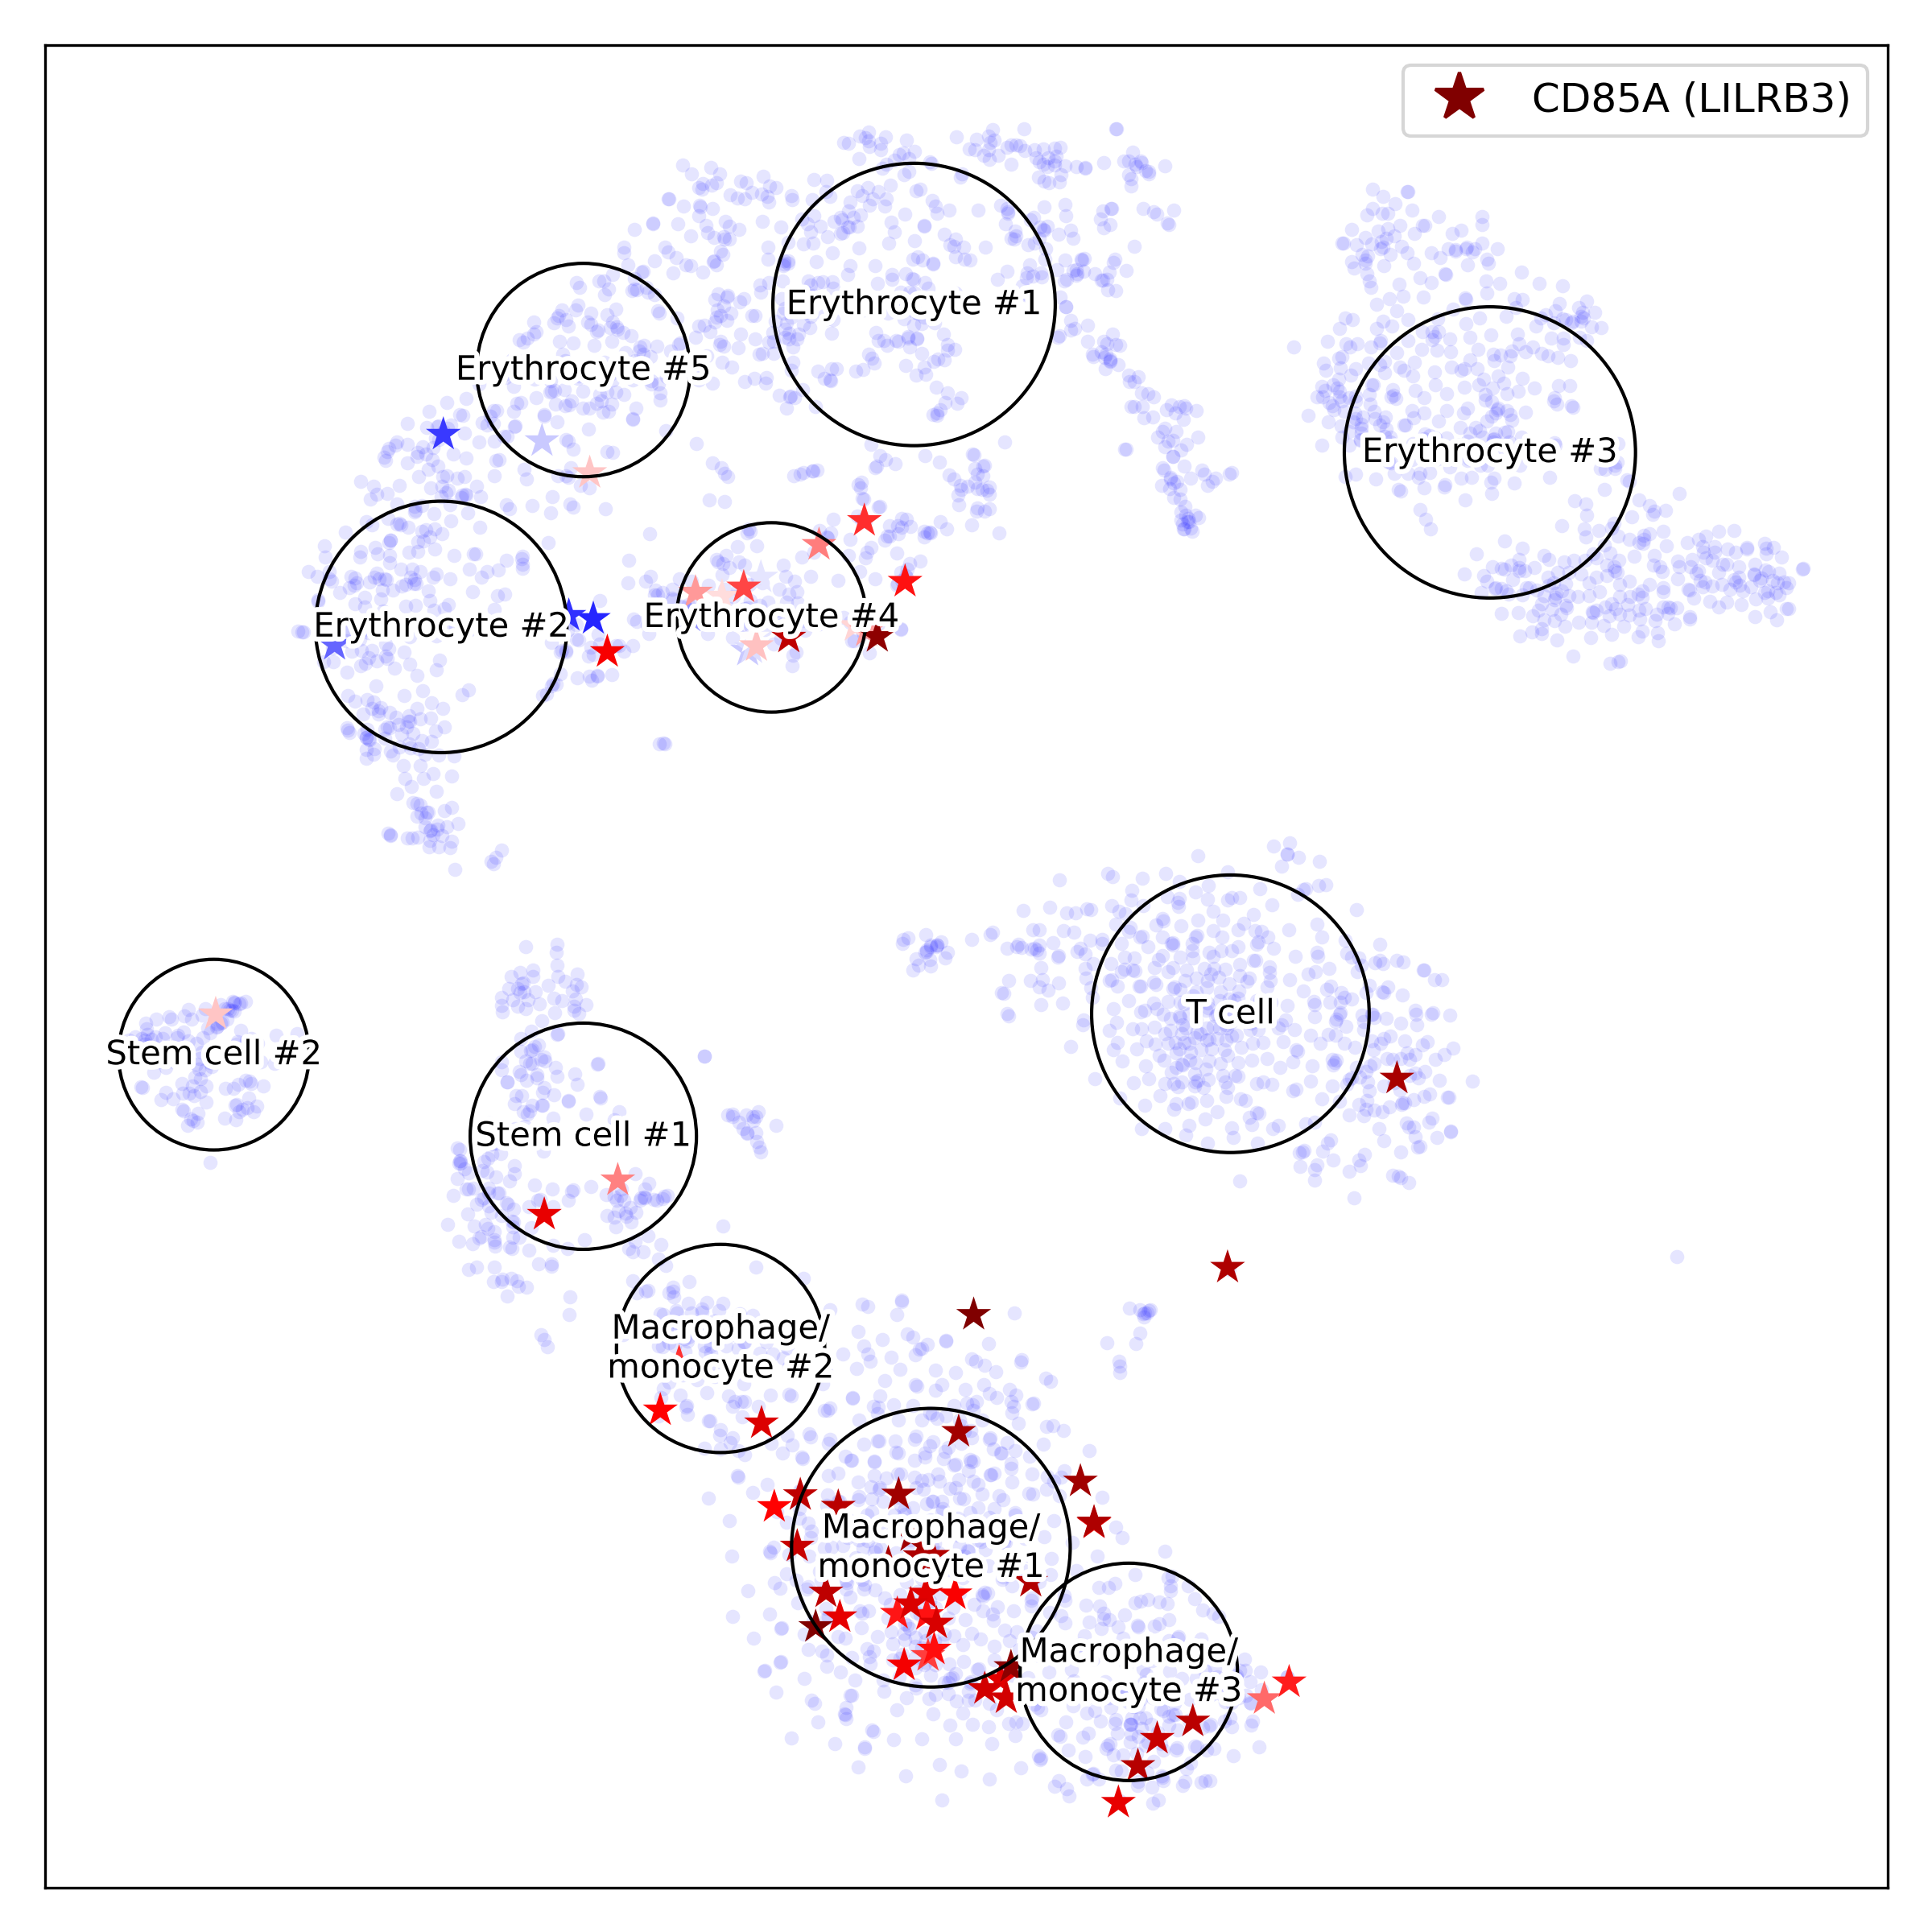 CD85A (LILRB3)
Erythrocyte #1
Erythrocyte #5
Erythrocyte #3
Erythrocyte #4
Erythrocyte #2
T cell
Stem cell #2
Stem cell #1
Macrophage/
monocyte #2
Macrophage/
monocyte #1
Macrophage/
monocyte #3